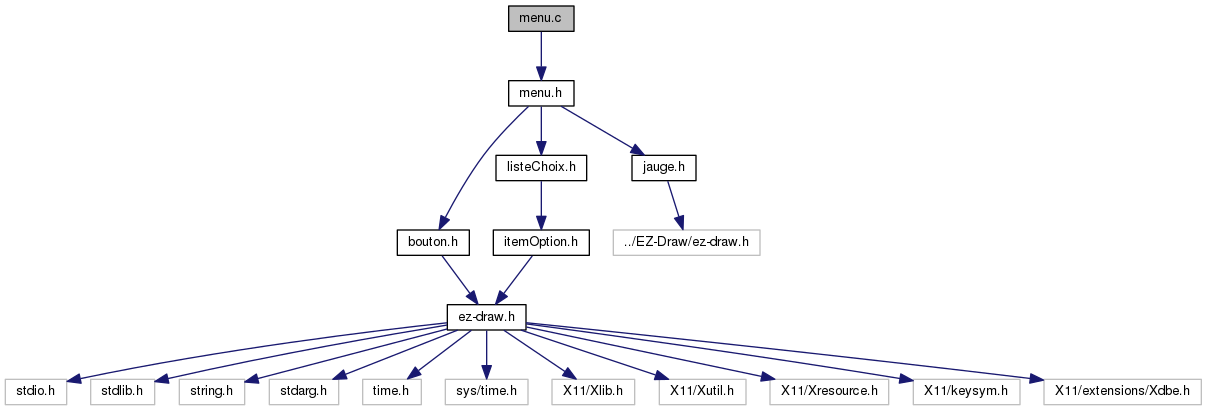 menu.c
menu.h
listeChoix.h
jauge.h
bouton.h
itemOption.h
../EZ-Draw/ez-draw.h
ez-draw.h
stdio.h
stdlib.h
string.h
stdarg.h
time.h
sys/time.h
X11/Xlib.h
X11/Xutil.h
X11/Xresource.h
X11/keysym.h
X11/extensions/Xdbe.h